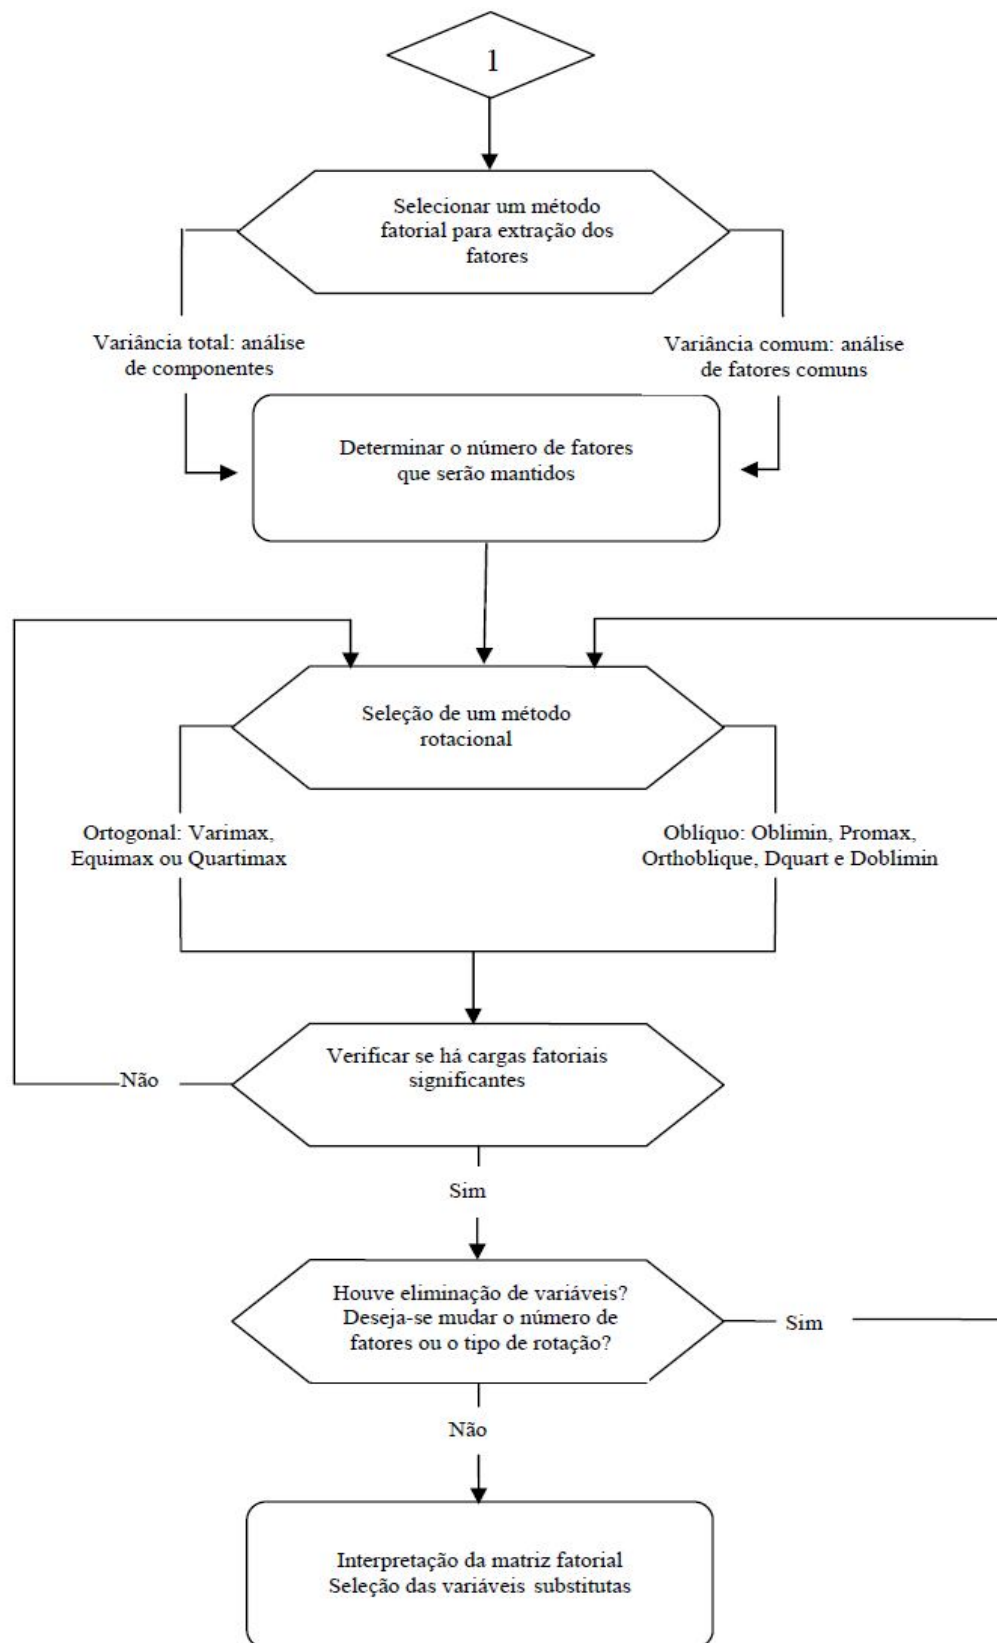 1
Selecionar um método
fatorial para extração dos
fatores
Variância total: análise
de componentes
Variância comum: análise
de fatores comuns
Determinar o número de fatores
que serão mantidos
Seleção de um método
rotacional
Ortogonal: Varimax,
Equimax ou Quartimax
Oblíquo: Oblimin, Promax,
Orthoblique, Dquart e Doblimin
Verificar se há cargas fatoriais
significantes
Não
Sim
Houve eliminação de variáveis?
Deseja-se mudar o número de
fatores ou o tipo de rotação?
Sim
Não
Interpretação da matriz fatorial
Seleção das variáveis substitutas